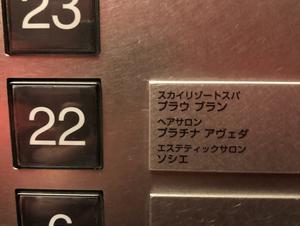 23
22
スカイリゾートスパ
プラウ プラン
ヘアサロン
プラチナ アヴェダ
エステティックサロン
ソシエ